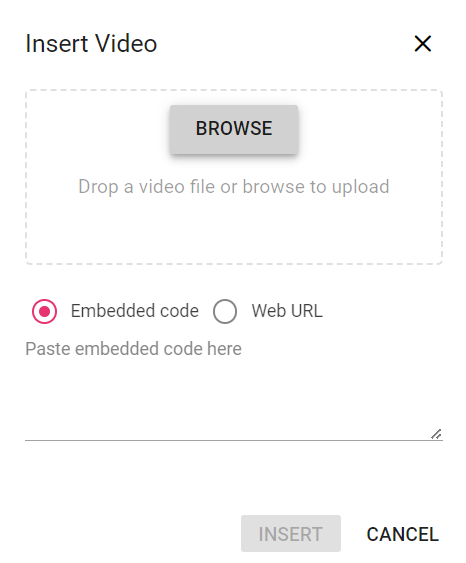 Insert Video
BROWSE
Drop a video file or browse to upload
Embedded code Web URL
Paste embedded code here
INSERT CANCEL